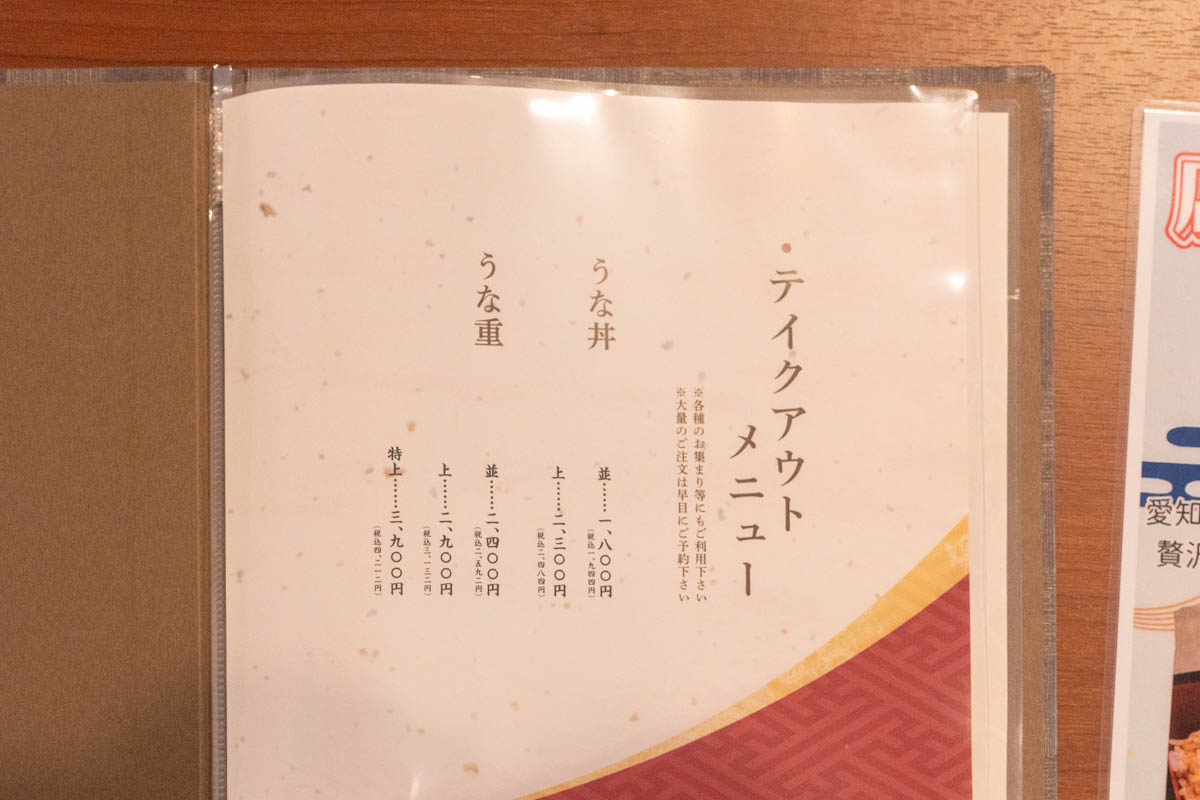 ・テイクアウト
メニュー
※各種のお集まり等にもご利用下さい
※大量のご注文は早目にご予約下さい
うな丼
並……一、八〇〇円
(税込一、九四四円)
上……二、三〇〇円
(税込二、四八四円)
うな重
並……二、四〇〇円
(税込二、五九二円)
上……二、九〇〇円
(税込三、一三二円)
特上……三、九〇〇円
(税込四、二一二円)
愛知
贅沢